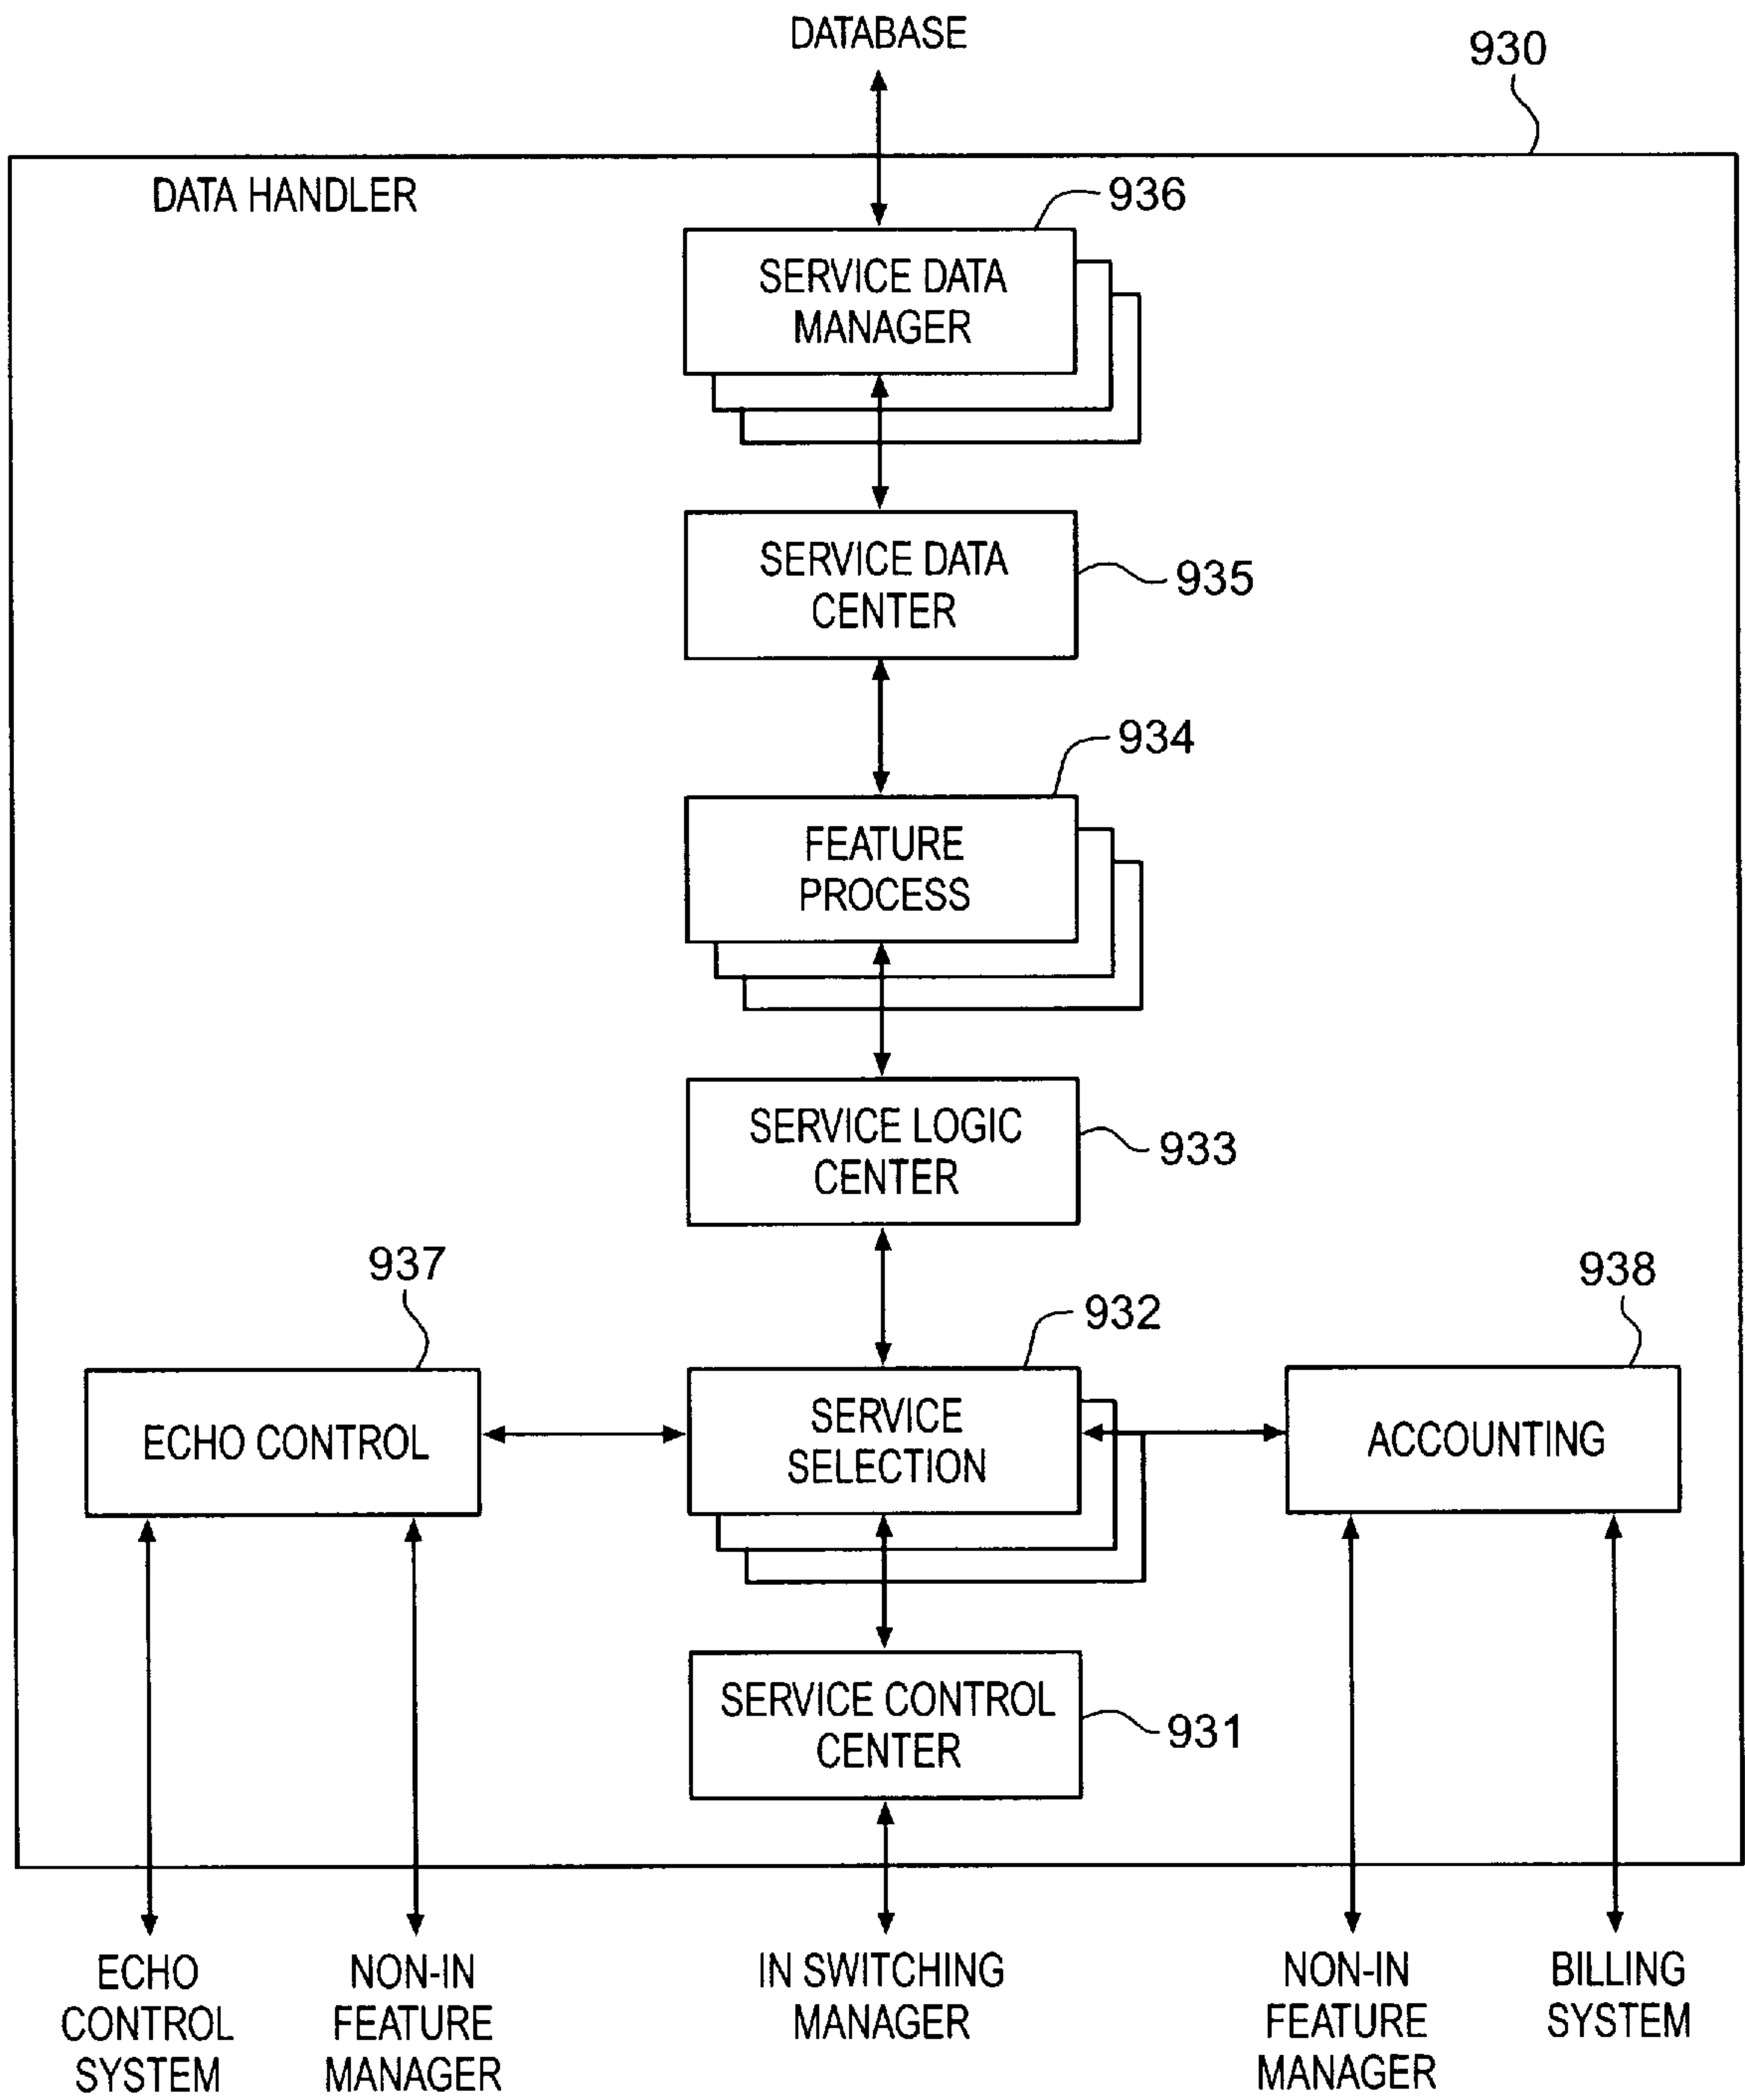 DATABASE
930
DATA HANDLER
936
SERVICE DATA
MANAGER
SERVICE DATA
CENTER
935
934
FEATURE
PROCESS
SERVICE LOGIC
CENTER
933
937
938
932
ECHO CONTROL
SERVICE
SELECTION
ACCOUNTING
SERVICE CONTROL
CENTER
931
ECHO
CONTROL
SYSTEM
NON-IN
FEATURE
MANAGER
IN SWITCHING
MANAGER
NON-IN
FEATURE
MANAGER
BILLING
SYSTEM